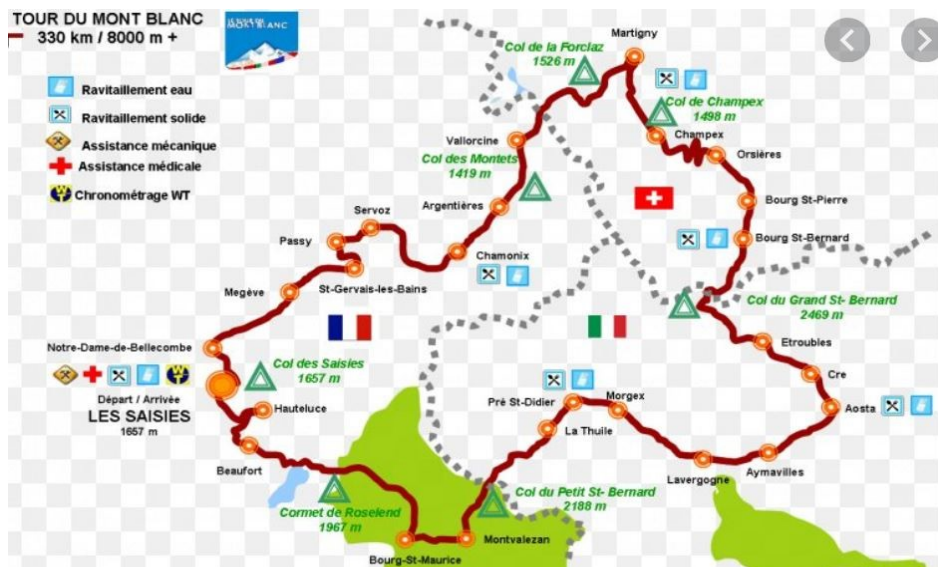 TOUR DU MONT BLANC
330 km / 8000 m +
MONT BLANC
Ravitaillement eau
Ravitaillement solide
Assistance mécanique
Assistance médicale
Chronométrage WT
Martigny
Col de la Forclaz
1526 m
Col de Champex
1498 m
Champex
Vallorcine
Col des Montets
1419 m
Orsières
Argentières
Bourg St-Pierre
Servoz
Passy
Bourg St-Bernard
Chamonix
St-Gervais-les-Bains
Megève
Col du Grand St- Bernard
2469 m
Etroubles
Notre-Dame-de-Bellecombe
Col des Saisies
1657 m
Cre
Départ / Arrivée
LES SAISIES
1657 m
Hauteluce
Pré St-Didier
Morgex
Aosta
La Thuile
Beaufort
Lavergogne
Aymavilles
Col du Petit St- Bernard
2188 m
Cormet de Roselend
1967 m
Montvalezan
Bourg-St-Maurice